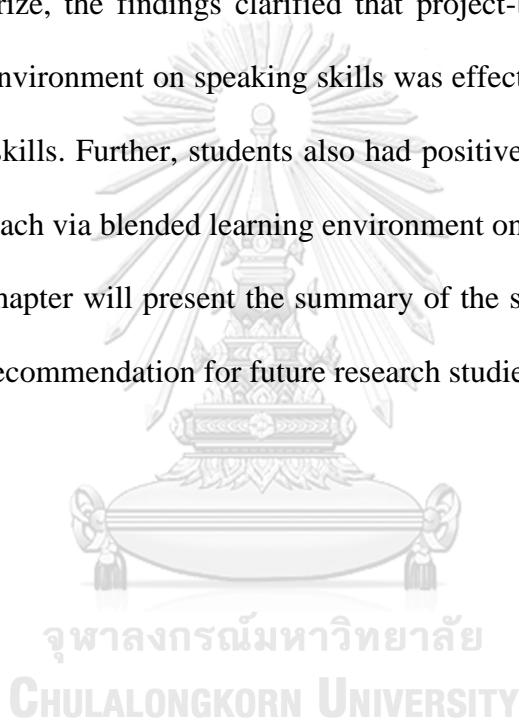 rize, the findings clarified that project-b
nvironment on speaking skills was effect
skills. Further, students also had positive
ach via blended learning environment on
hapter will present the summary of the s
ecommendation for future research studie
จุฬาลงกรณ์มหาวิทยาลัย
CHULALONGKORN UNIVERSITY